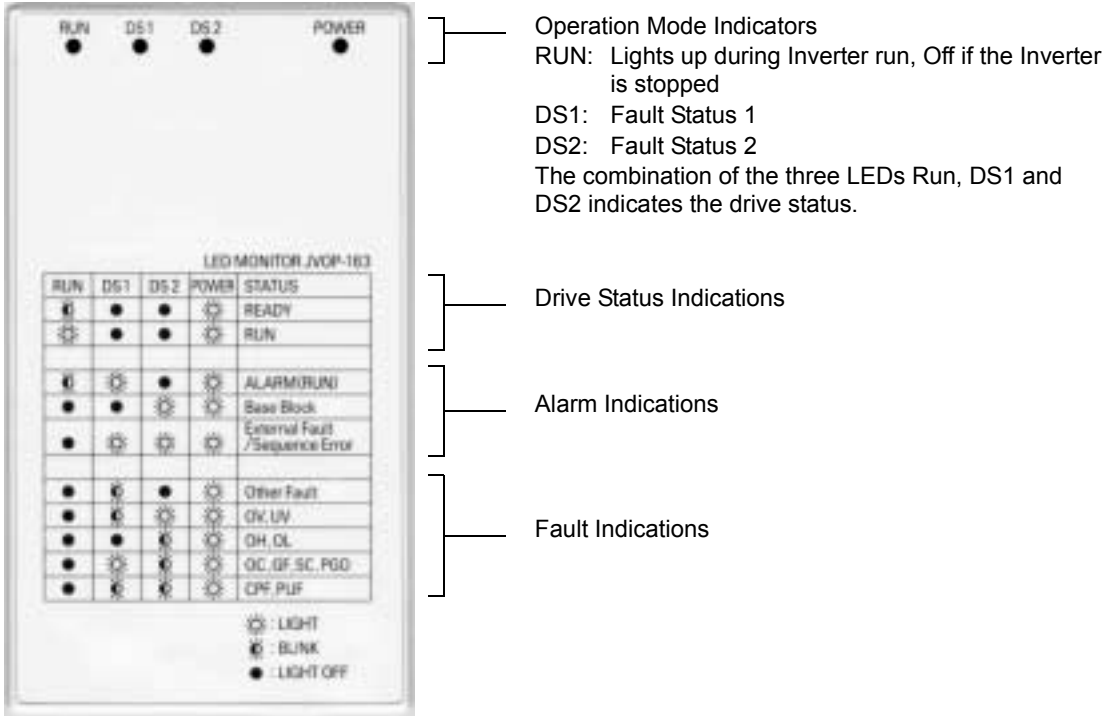 RUN DS1 DS2 POWER
Operation Mode Indicators
RUN: Lights up during Inverter run, Off if the Inverter
is stopped
DS1: Fault Status 1
DS2: Fault Status 2
The combination of the three LEDs Run, DS1 and
DS2 indicates the drive status.
LED MONITOR JVOP-163
RUN DS1 DS2 POWER STATUS
READY
RUN
Drive Status Indications
ALARM(RUN)
Base Block
External Fault
/Sequence Error
Alarm Indications
Other Fault
OV, UV
OH, OL
OC, GF, SC, PGO
CPF, PUF
Fault Indications
: LIGHT
: BLINK
: LIGHT OFF